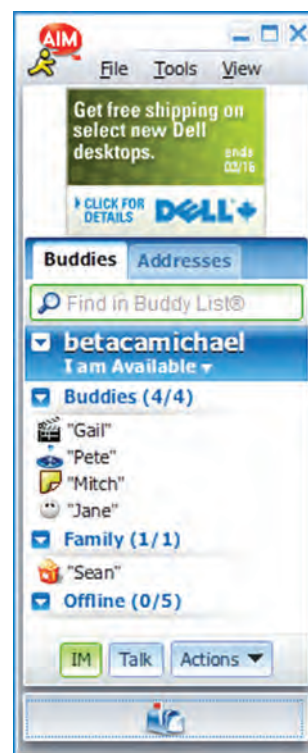 AIM
File Tools View
Get free shipping on
select new Dell
desktops.
ends
03/16
CLICK FOR
DETAILS
DELL
Buddies Addresses
Find in Buddy List®
betacamichael
I am Available
Buddies (4/4)
"Gail"
"Pete"
"Mitch"
"Jane"
Family (1/1)
"Sean"
Offline (0/5)
IM Talk Actions